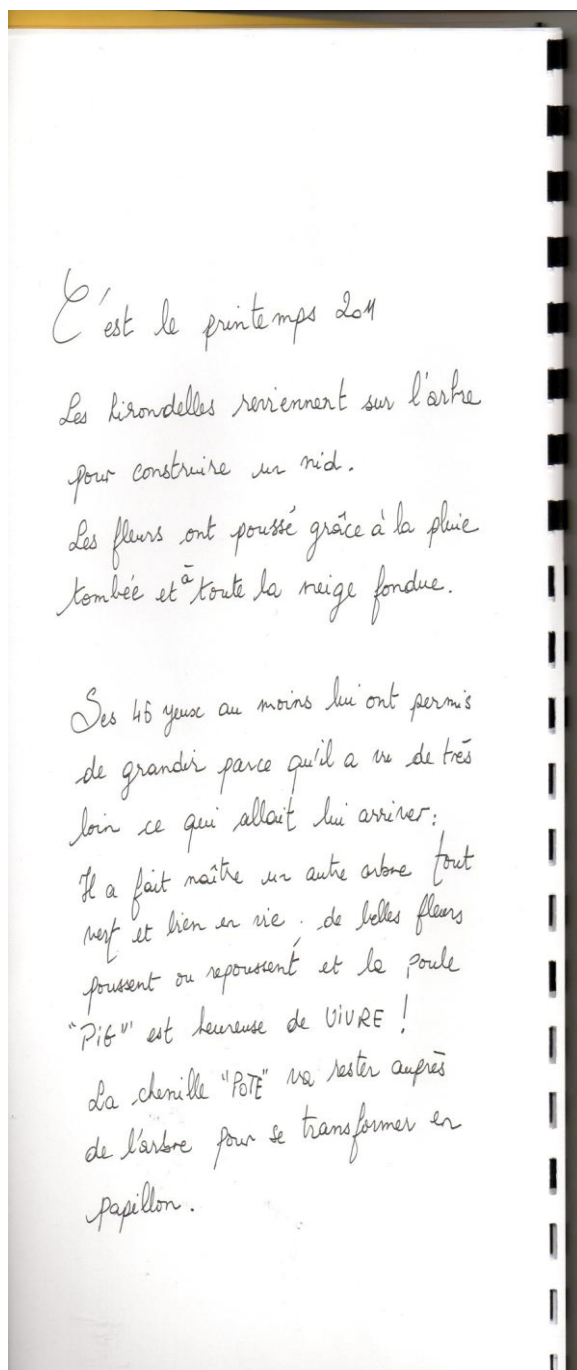 C'est le printemps 2011
Les hirondelles reviennent sur l'arbre
pour construire un nid.
Les fleurs ont poussé grâce à la pluie
tombée et à toute la neige fondue.
Ses 46 yeux au moins lui ont permis
de grandir parce qu'il a vu de très
loin ce qui allait lui arriver:
Il a fait naître un autre arbre tout
vert et bien en vie. de belles fleurs
poussent ou repoussent et la poule
"PiG" est heureuse de ViVRE !
La chenille "POTE" va rester auprès
de l'arbre pour se transformer en
papillon.